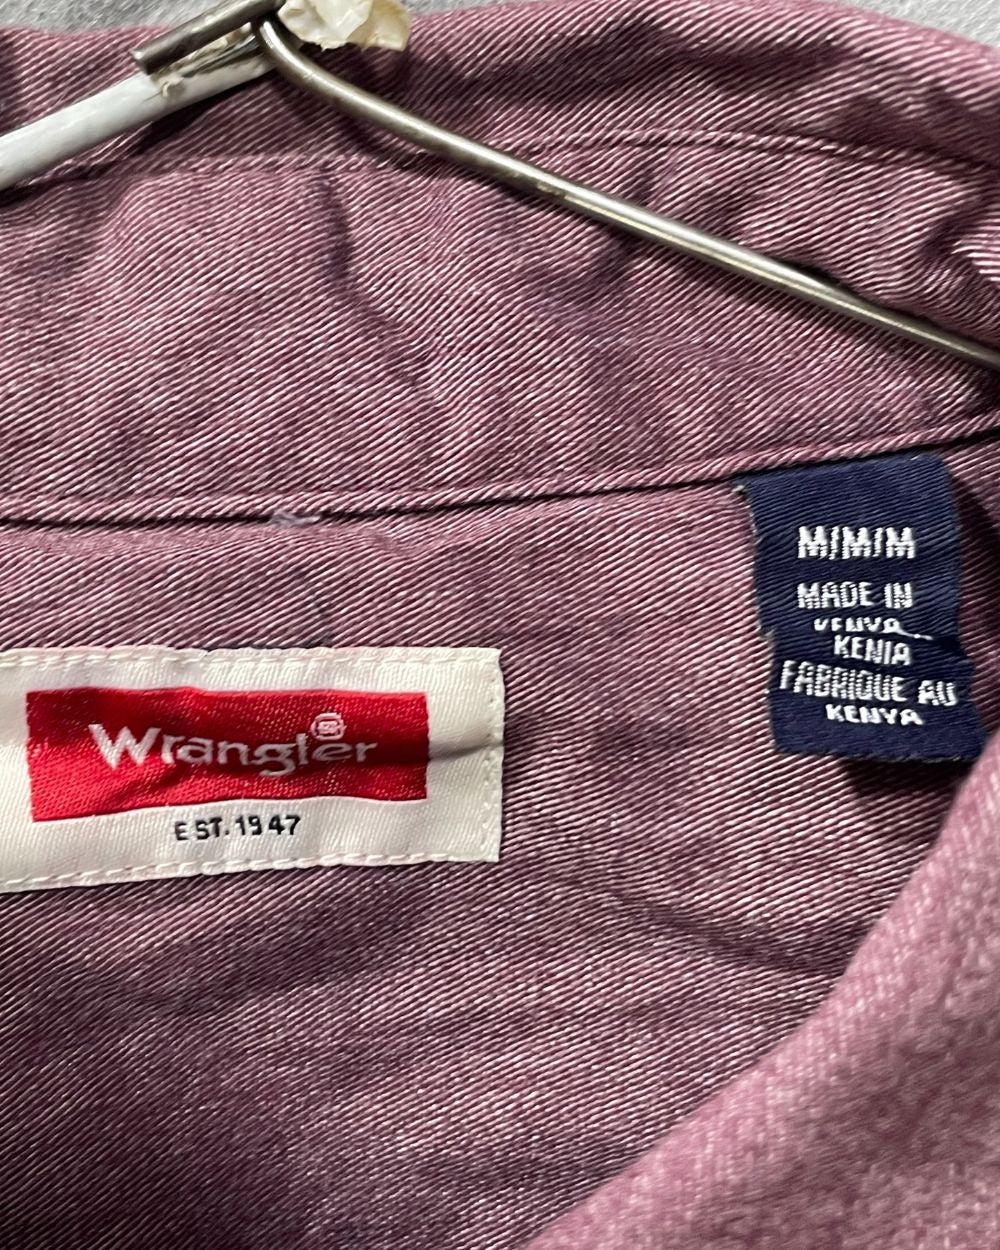 Wrangler
EST. 1947
M/M/M
MADE IN
KENYA
KENIA
FABRIQUE AU
KENYA